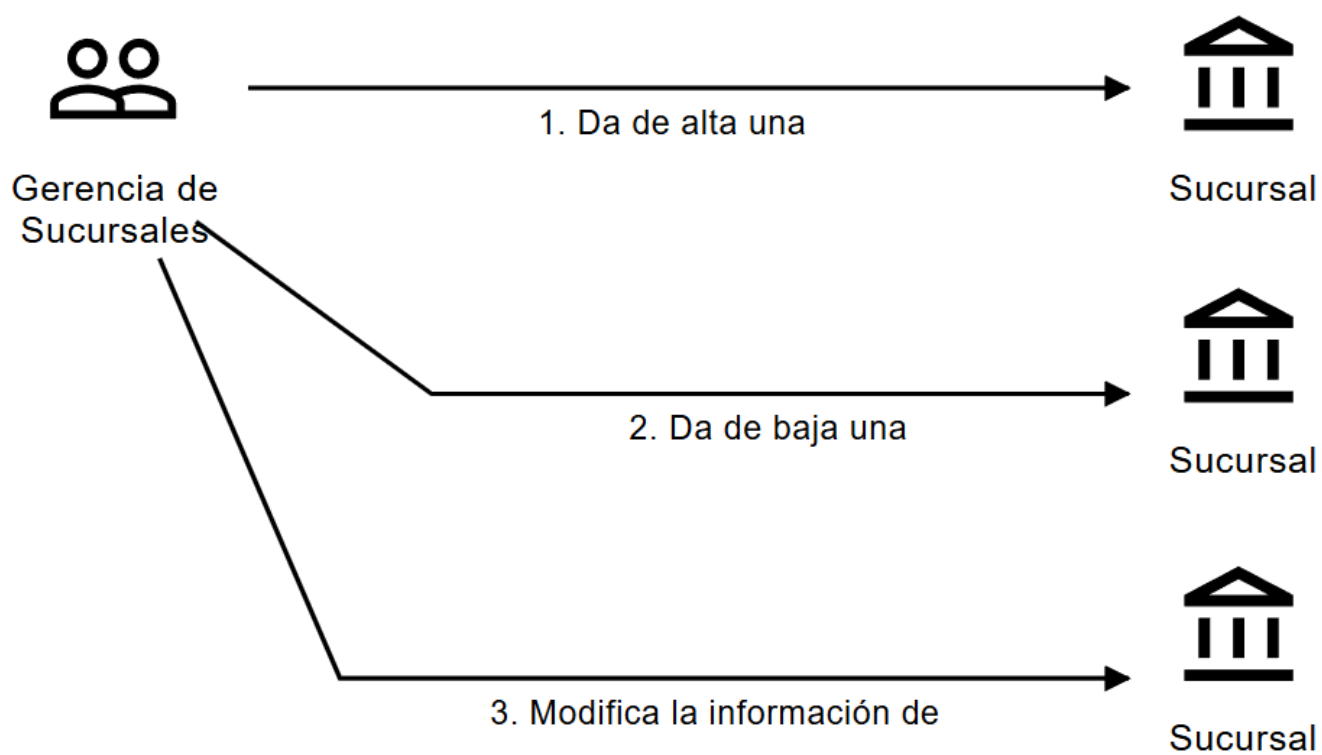 1. Da de alta una
Gerencia de
Sucursales
Sucursal
2. Da de baja una
Sucursal
3. Modifica la información de
Sucursal